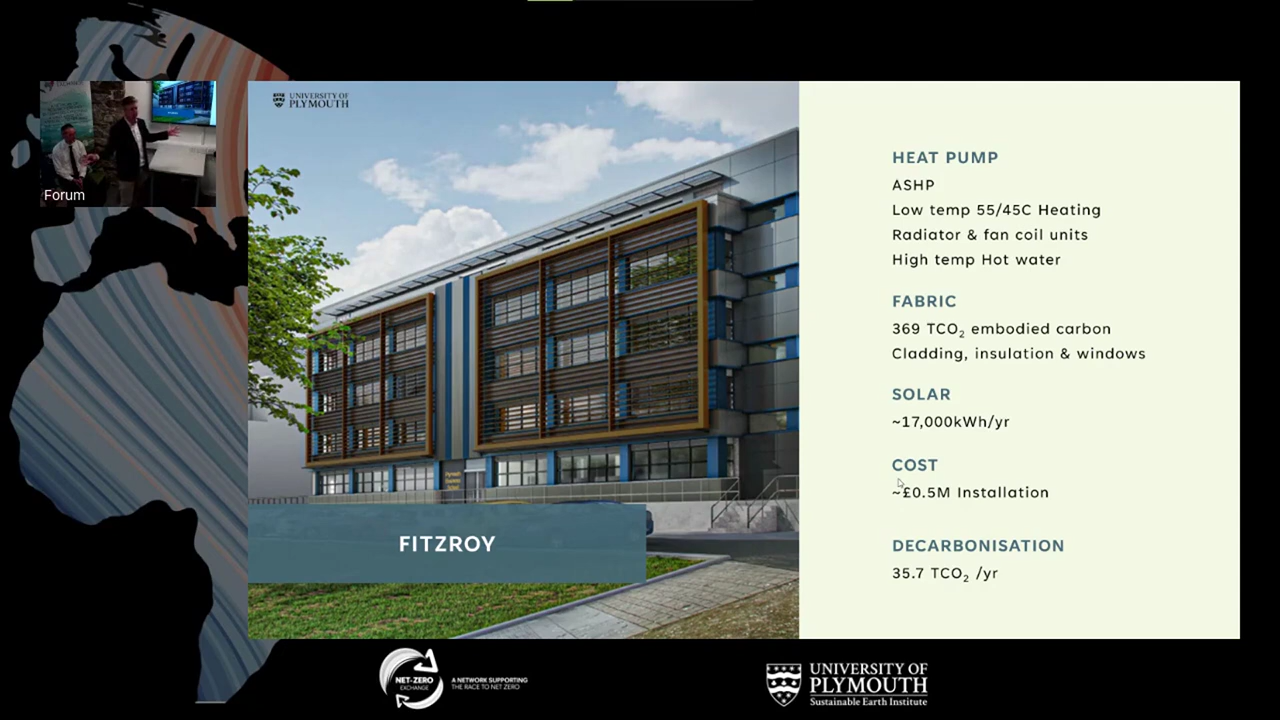 UNIVERSITY OF
PLYMOUTH
Forum
HEAT PUMP
ASHP
Low temp 55/45C Heating
Radiator & fan coil units
High temp Hot water
FABRIC
369 TCO₂ embodied carbon
Cladding, insulation & windows
SOLAR
~17,000kWh/yr
COST
~£0.5M Installation
DECARBONISATION
35.7 TCO₂ /yr
FITZROY
NET-ZERO
EXCHANGE
A NETWORK SUPPORTING
THE RACE TO NET ZERO
UNIVERSITY OF
PLYMOUTH
Sustainable Earth Institute